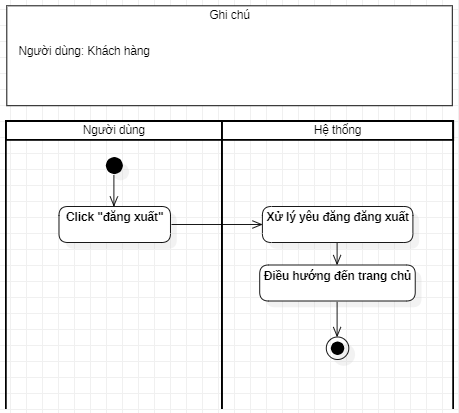 Ghi chú
Người dùng: Khách hàng
Người dùng
Hệ thống
Click "đăng xuất"
Xử lý yêu đăng đăng xuất
Điều hướng đến trang chủ